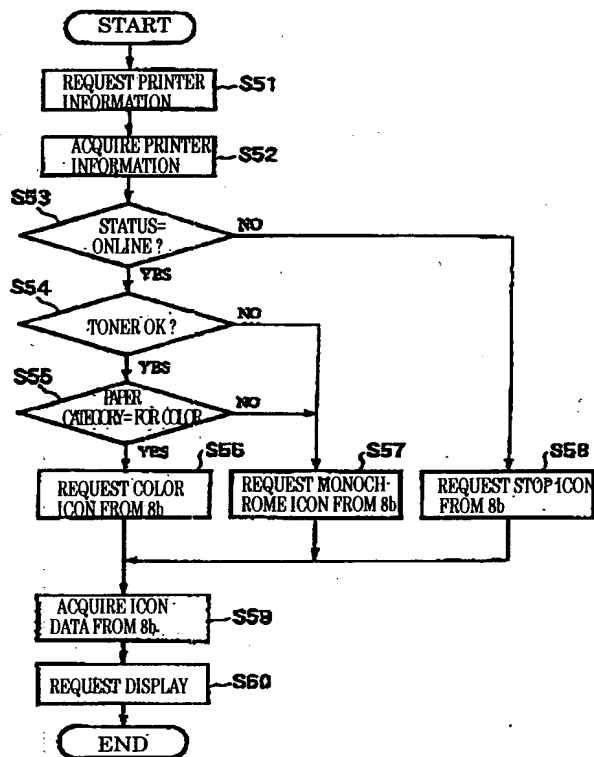 START
REQUEST PRINTER
INFORMATION
S51
ACQUIRE PRINTER
INFORMATION
S52
S53
STATUS=
ONLINE ?
NO
YES
S54
TONER OK ?
NO
YES
S55
PAPER
CATEGORY=FOR COLOR
NO
YES
S56
REQUEST COLOR
ICON FROM 8b
S57
REQUEST MONOCH-
ROME ICON FROM 8b
S58
REQUEST STOP ICON
FROM 8b
ACQUIRE ICON
DATA FROM 8b.
S59
REQUEST DISPLAY
S60
END